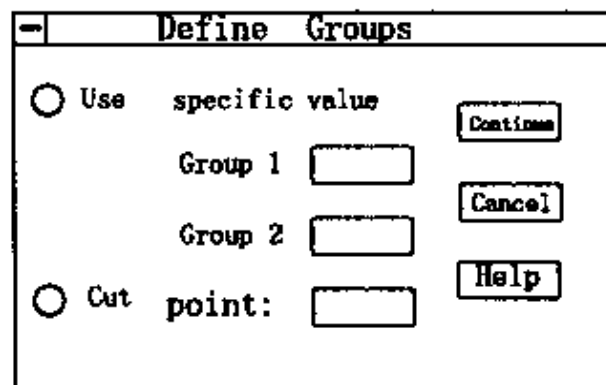 Define Groups
Use specific value
Continue
Group 1
Cancel
Group 2
Help
Cut point: